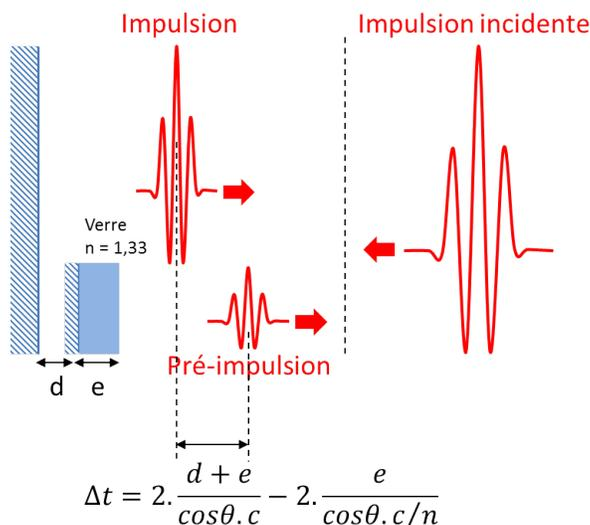 Impulsion
Impulsion incidente
Verre
n = 1,33
Pré-impulsion
d
e
Δt = 2. d + e / cosθ. c − 2. e / cosθ. c/n